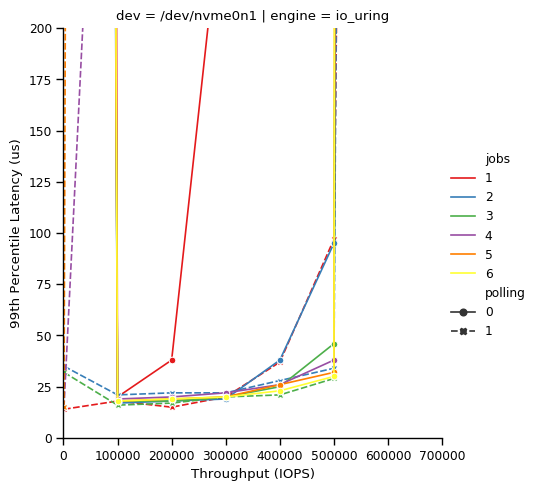 dev = /dev/nvme0n1 | engine = io_uring
200
175
150
125
100
75
50
25
0
99th Percentile Latency (us)
0 100000 200000 300000 400000 500000 600000 700000
Throughput (IOPS)
jobs
1
2
3
4
5
6
polling
0
1